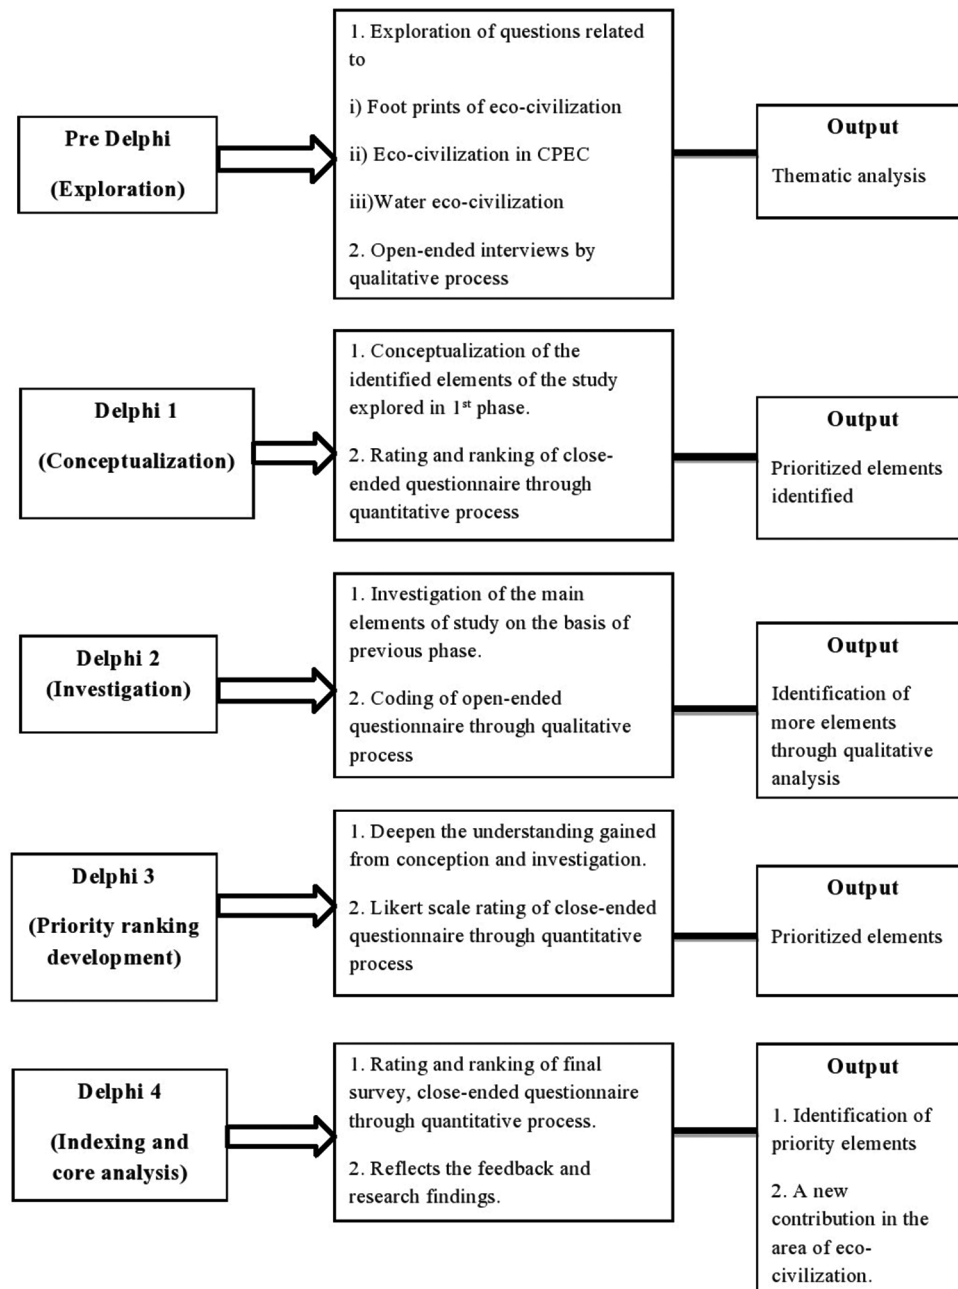 Pre Delphi
(Exploration)
1. Exploration of questions related
to
i) Foot prints of eco-civilization
ii) Eco-civilization in CPEC
iii)Water eco-civilization
2. Open-ended interviews by
qualitative process
Output
Thematic analysis
Delphi 1
(Conceptualization)
1. Conceptualization of the
identified elements of the study
explored in 1st phase.
2. Rating and ranking of close-
ended questionnaire through
quantitative process
Output
Prioritized elements
identified
Delphi 2
(Investigation)
1. Investigation of the main
elements of study on the basis of
previous phase.
2. Coding of open-ended
questionnaire through qualitative
process
Output
Identification of
more elements
through qualitative
analysis
Delphi 3
(Priority ranking
development)
1. Deepen the understanding gained
from conception and investigation.
2. Likert scale rating of close-ended
questionnaire through quantitative
process
Output
Prioritized elements
Delphi 4
(Indexing and
core analysis)
1. Rating and ranking of final
survey, close-ended questionnaire
through quantitative process.
2. Reflects the feedback and
research findings.
Output
1. Identification of
priority elements
2. A new
contribution in the
area of eco-
civilization.